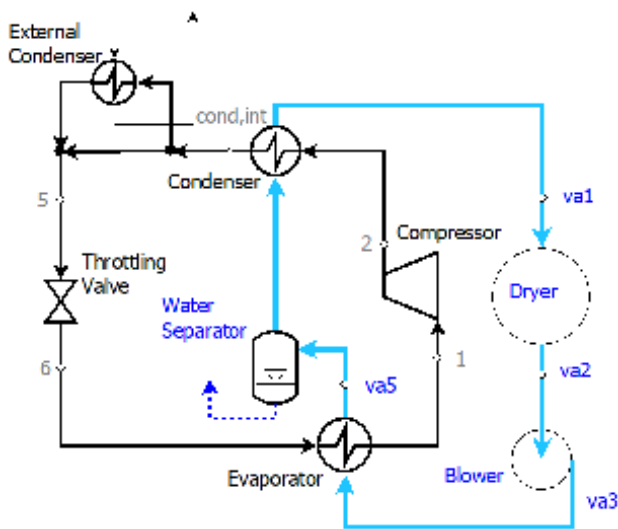 External
Condenser
cond,int
Condenser
5
va1
2
Compressor
Throttling
Valve
Dryer
Water
Separator
6
va5
1
va2
Evaporator
Blower
va3